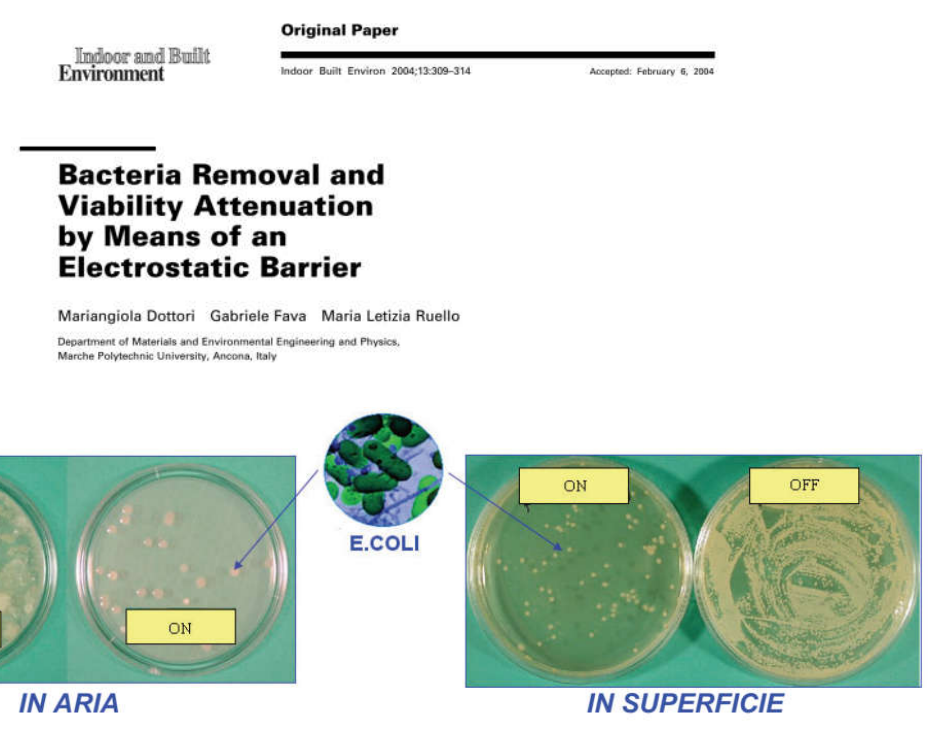 Original Paper
Indoor and Built
Environment
Indoor Built Environ 2004;13:309–314
Accepted: February 6, 2004
Bacteria Removal and
Viability Attenuation
by Means of an
Electrostatic Barrier
Mariangiola Dottori Gabriele Fava Maria Letizia Ruello
Department of Materials and Environmental Engineering and Physics,
Marche Polytechnic University, Ancona, Italy
E.COLI
ON
ON
OFF
IN ARIA
IN SUPERFICIE